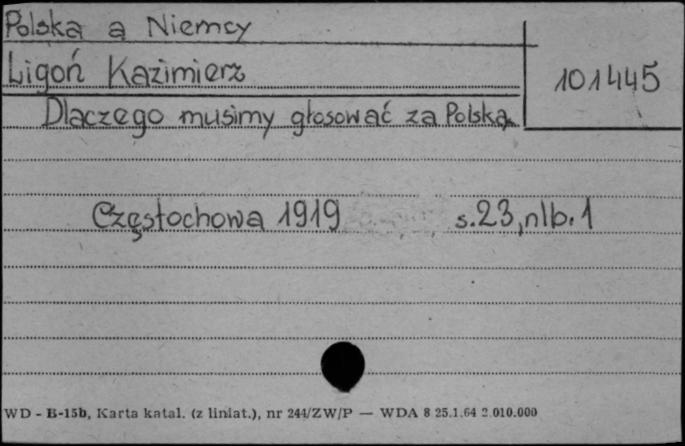 Polska a Niemcy
Ligoń Kazimierz
101445
Dlaczego musimy głosować za Polską
Częstochowa 1919 s.23, nlb. 1
WD - B-15b, Karta katal. (z liniat.), nr 244/ZW/P — WDA 8 25.1.64 2.010.000